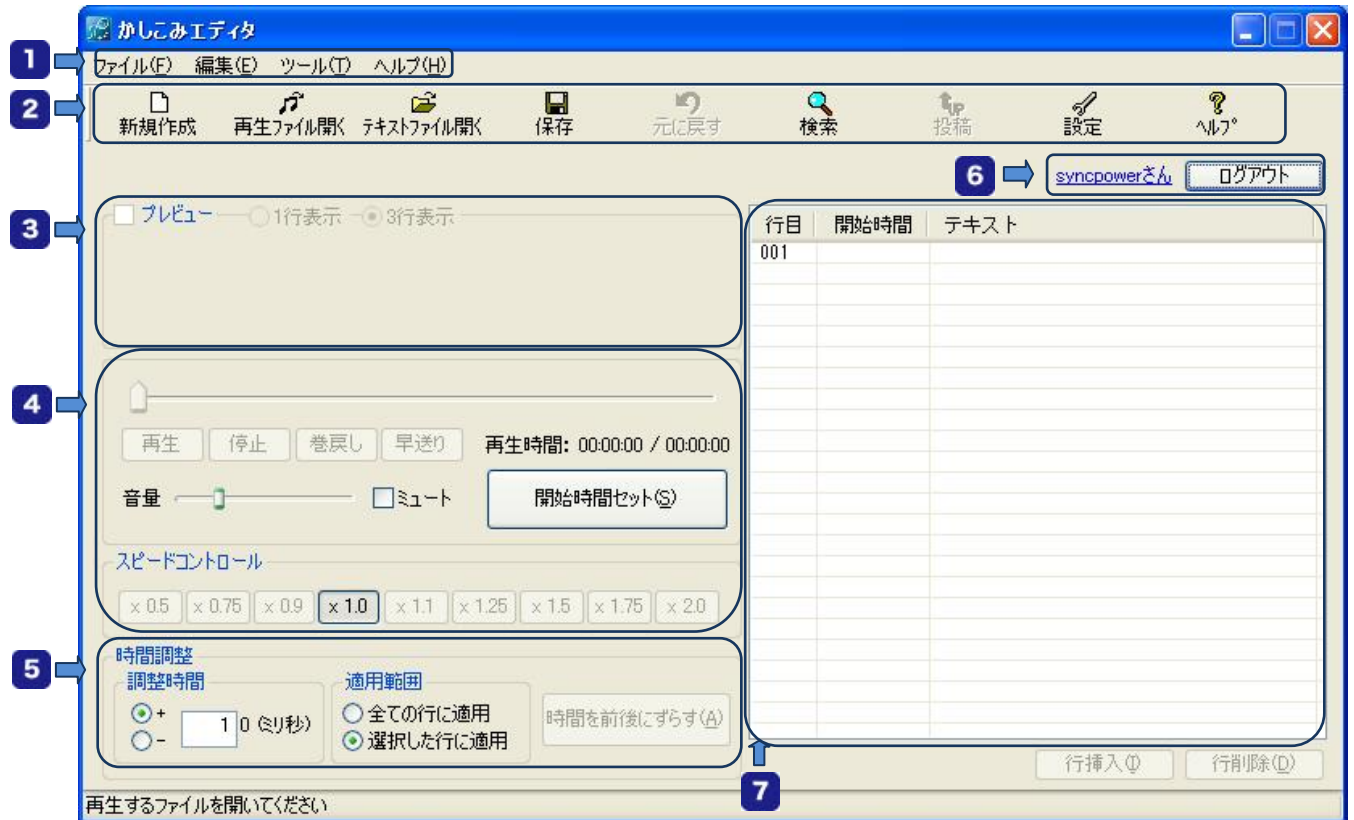 かしこみエディタ
1
ファイル(F) 編集(E) ツール(T) ヘルプ(H)
2
新規作成 再生ファイル開く テキストファイル開く 保存 元に戻す 検索 UP 投稿 設定 ヘルプ
6
syncpowerさん ログアウト
3
プレビュー 1行表示 3行表示
行目 開始時間 テキスト
001
4
再生 停止 巻戻し 早送り 再生時間: 00:00:00 / 00:00:00
音量 ミュート 開始時間セット(S)
スピードコントロール
x 0.5 x 0.75 x 0.9 x 1.0 x 1.1 x 1.25 x 1.5 x 1.75 x 2.0
5
時間調整
調整時間 適用範囲
+ 1 0 (ミリ秒) 全ての行に適用 時間を前後にずらす(A)
- 選択した行に適用
7
行挿入(I) 行削除(D)
再生するファイルを開いてください